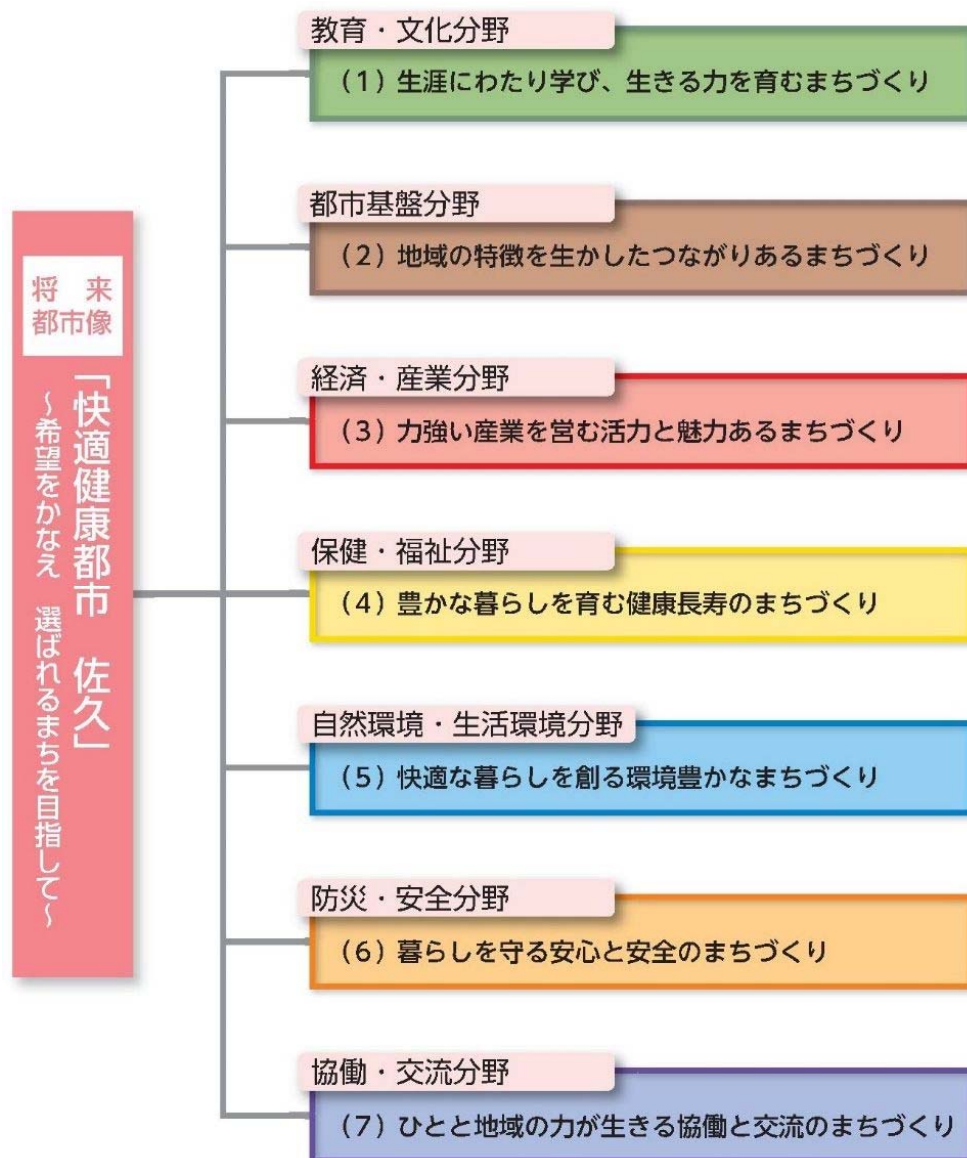 将　来
都市像
「快適健康都市　佐久」
～希望をかなえ　選ばれるまちを目指して～
教育・文化分野
（1）生涯にわたり学び、生きる力を育むまちづくり
都市基盤分野
（2）地域の特徴を生かしたつながりあるまちづくり
経済・産業分野
（3）力強い産業を営む活力と魅力あるまちづくり
保健・福祉分野
（4）豊かな暮らしを育む健康長寿のまちづくり
自然環境・生活環境分野
（5）快適な暮らしを創る環境豊かなまちづくり
防災・安全分野
（6）暮らしを守る安心と安全のまちづくり
協働・交流分野
（7）ひとと地域の力が生きる協働と交流のまちづくり